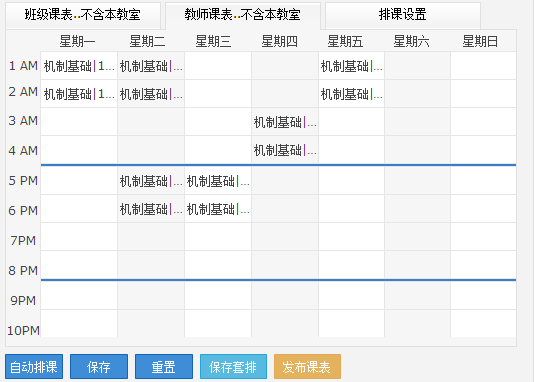 班级课表--不含本教室 教师课表--不含本教室 排课设置
星期一 星期二 星期三 星期四 星期五 星期六 星期日
1 AM 机制基础|1... 机制基础|... 机制基础|...
2 AM 机制基础|1... 机制基础|... 机制基础|...
3 AM 机制基础|...
4 AM 机制基础|...
5 PM 机制基础|... 机制基础|...
6 PM 机制基础|... 机制基础|...
7PM
8 PM
9PM
10PM
自动排课 保存 重置 保存套排 发布课表